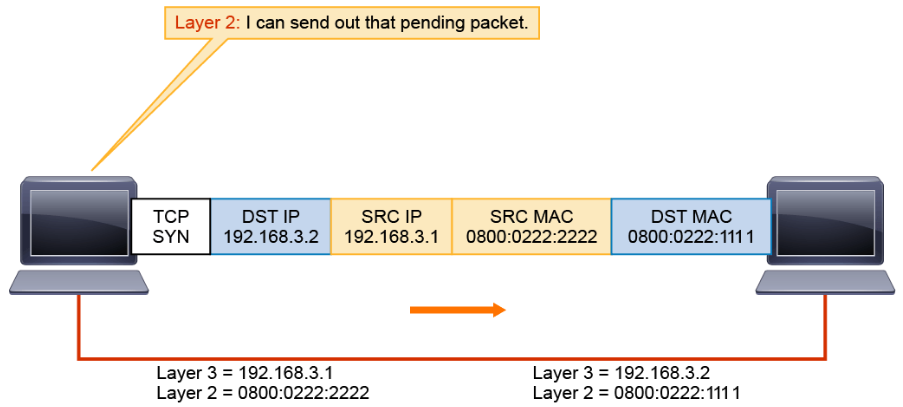 Layer 2: I can send out that pending packet.
TCP
SYN
DST IP
192.168.3.2
SRC IP
192.168.3.1
SRC MAC
0800:0222:2222
DST MAC
0800:0222:1111
Layer 3 = 192.168.3.1
Layer 2 = 0800:0222:2222
Layer 3 = 192.168.3.2
Layer 2 = 0800:0222:1111